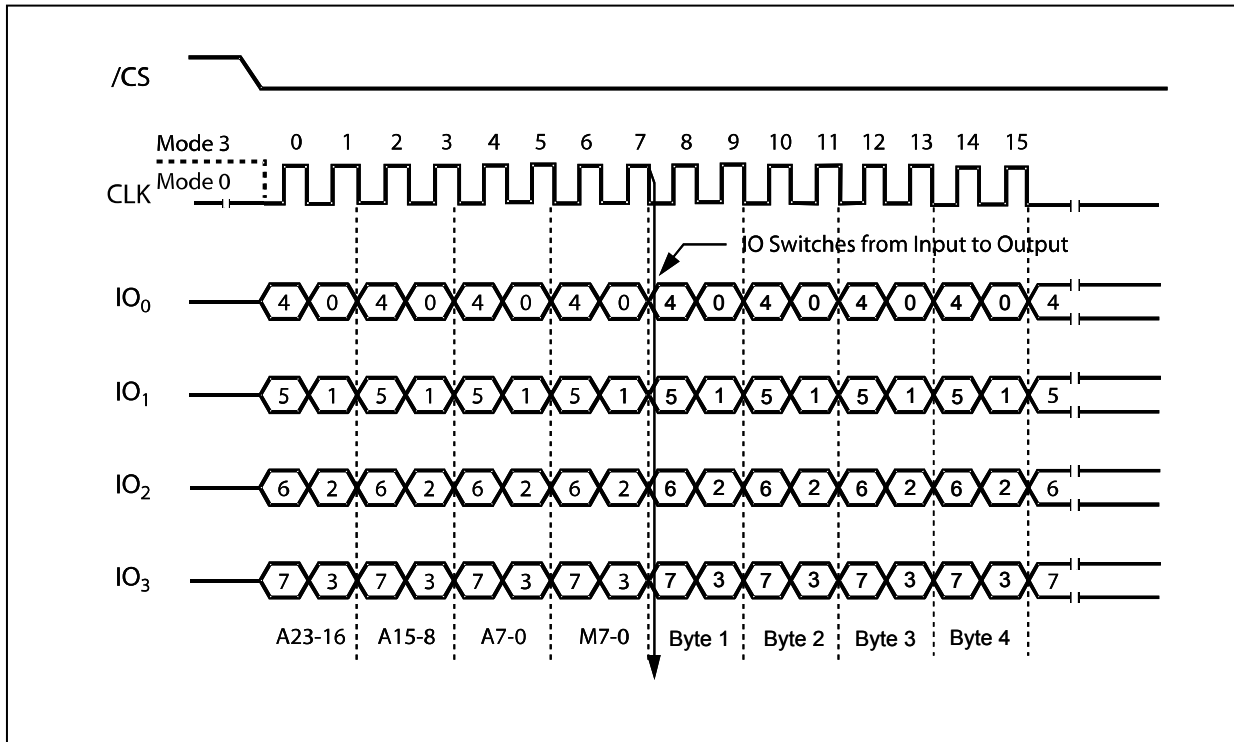 /CS
Mode 3
0 1 2 3 4 5 6 7 8 9 10 11 12 13 14 15
Mode 0
CLK
IO Switches from Input to Output
IO0 4 0 4 0 4 0 4 0 4 0 4 0 4 0 4 0 4
IO1 5 1 5 1 5 1 5 1 5 1 5 1 5 1 5 1 5
IO2 6 2 6 2 6 2 6 2 6 2 6 2 6 2 6 2 6
IO3 7 3 7 3 7 3 7 3 7 3 7 3 7 3 7 3 7
A23-16 A15-8 A7-0 M7-0 Byte 1 Byte 2 Byte 3 Byte 4